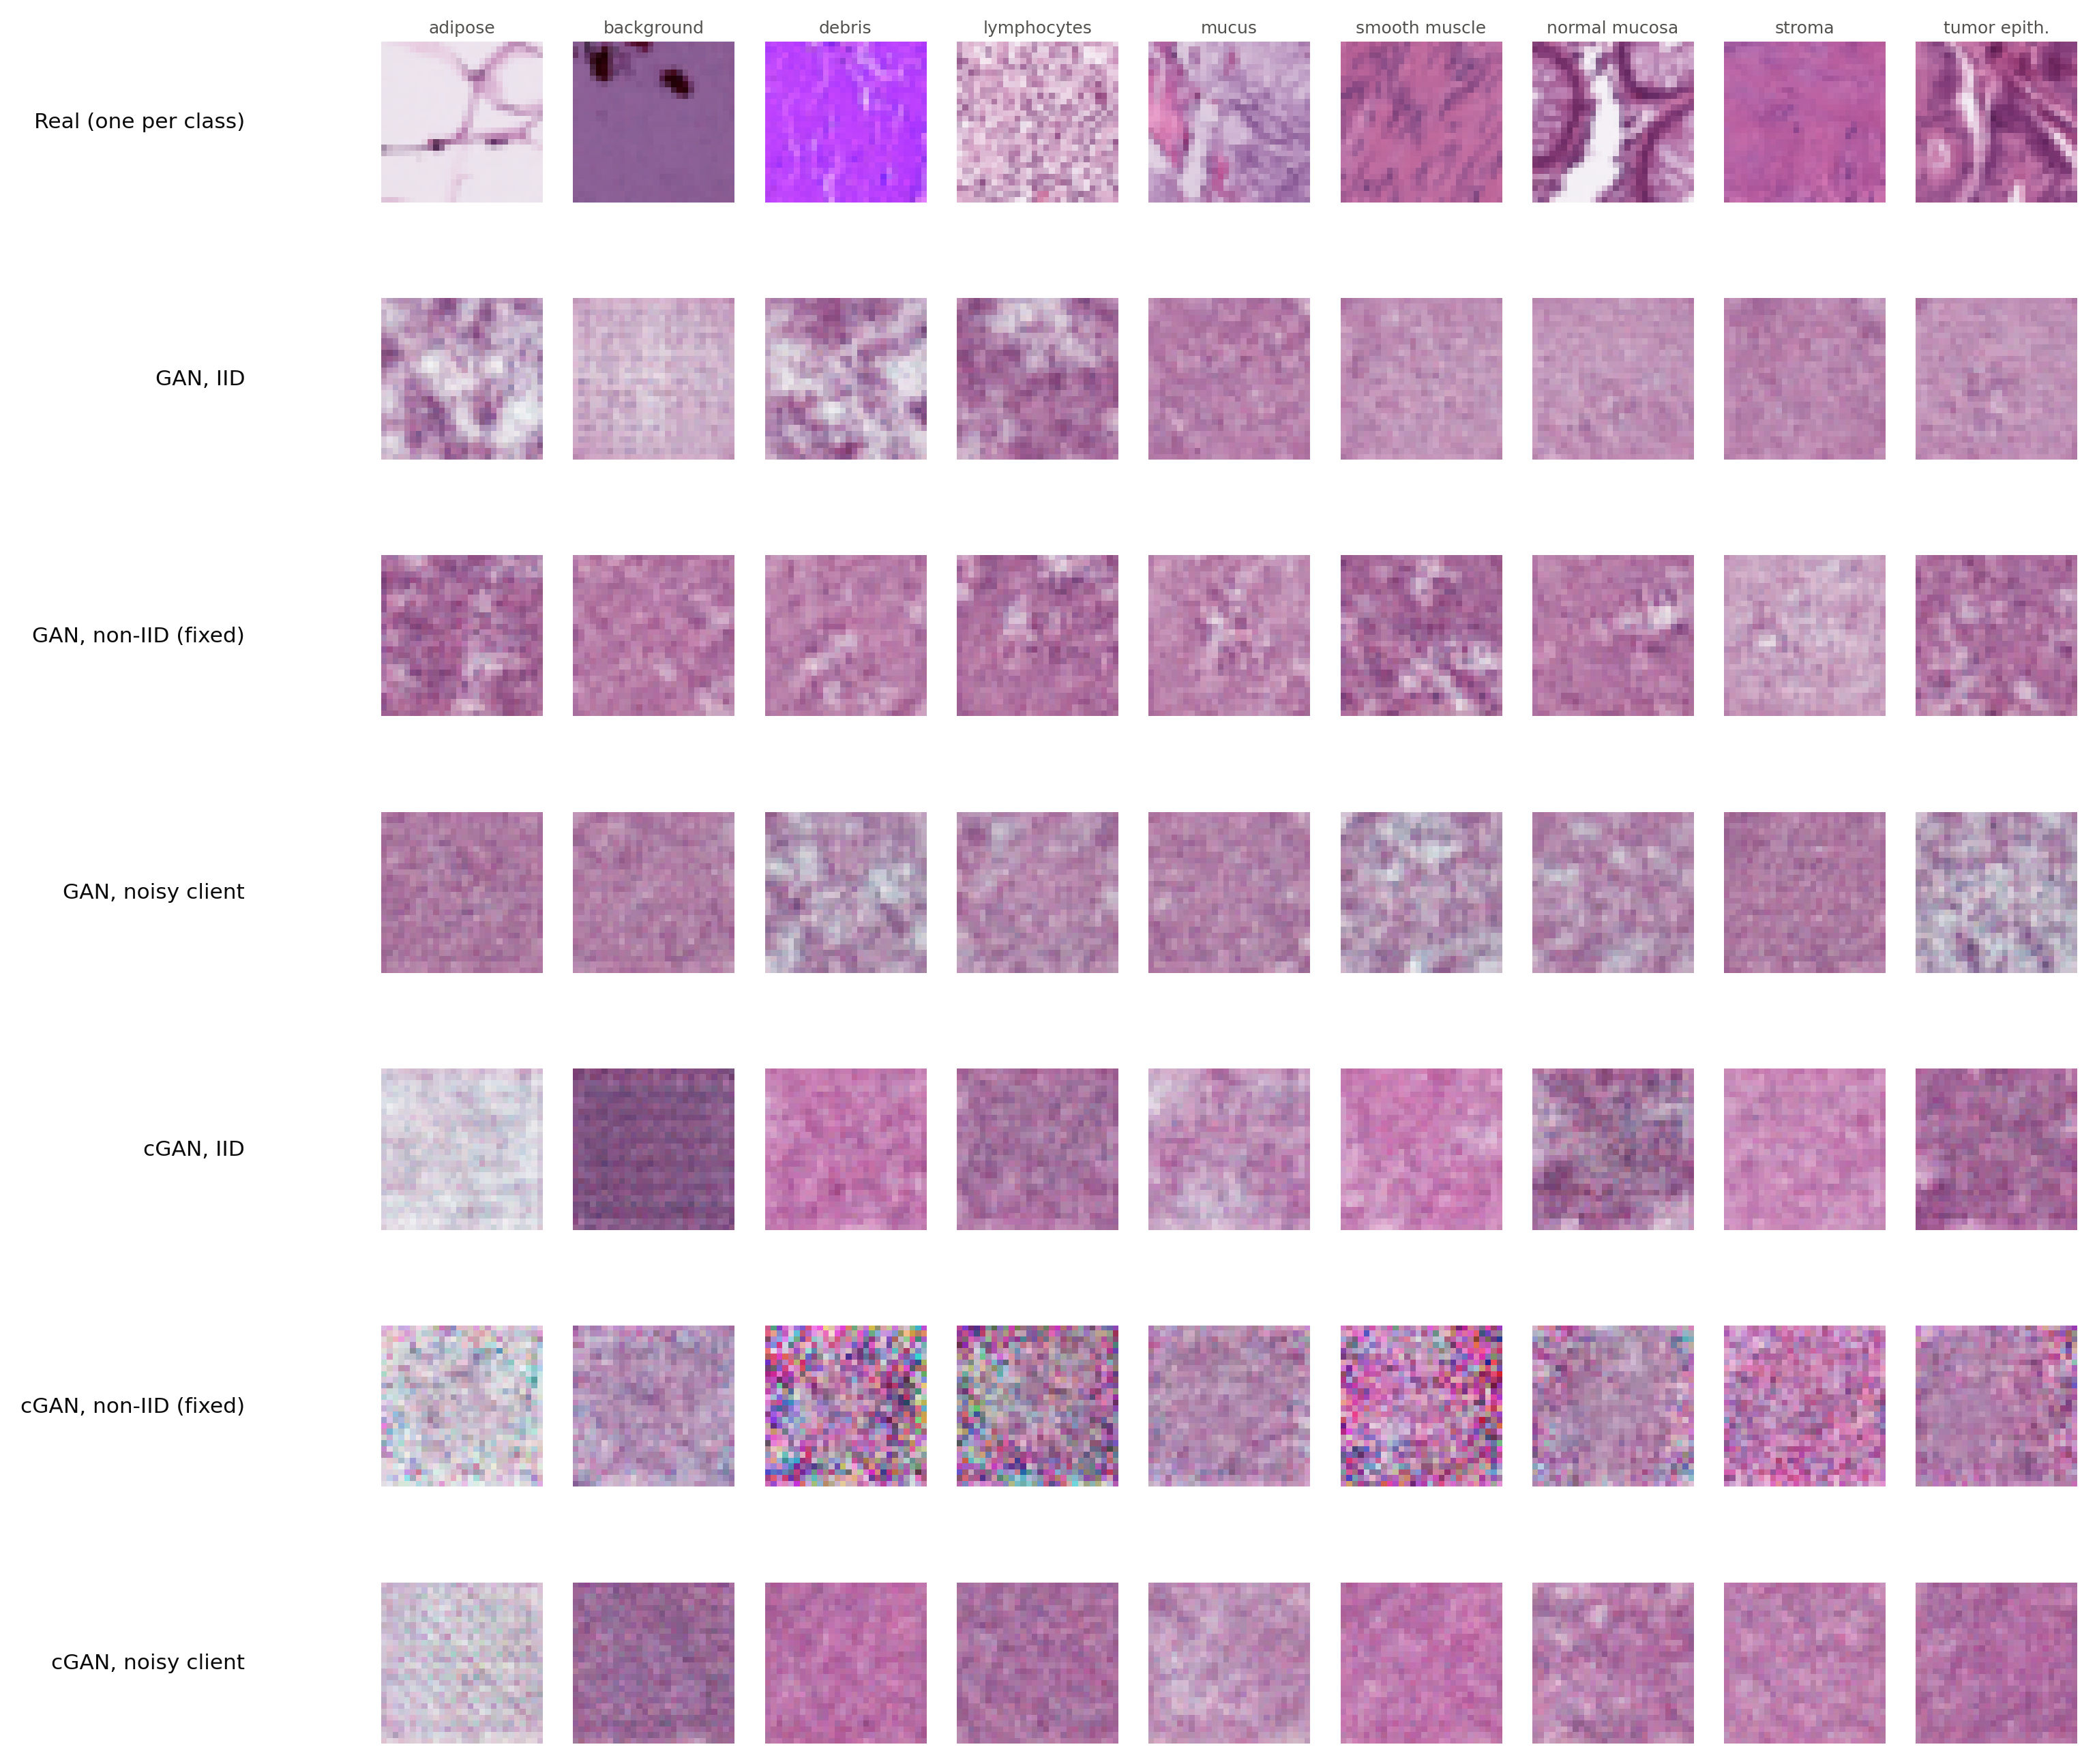 adipose background debris lymphocytes mucus smooth muscle normal mucosa stroma tumor epith.
Real (one per class)
GAN, IID
GAN, non-IID (fixed)
GAN, noisy client
cGAN, IID
cGAN, non-IID (fixed)
cGAN, noisy client